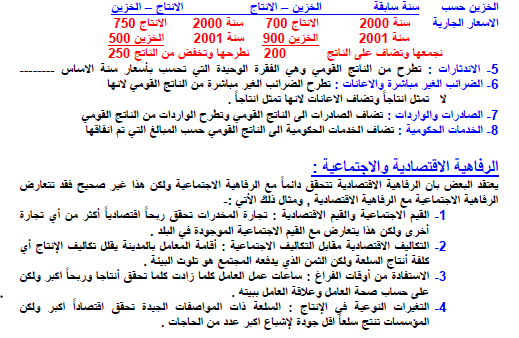 الخزين حسب سنة سابقة الخزين – الانتاج الانتاج – الخزين
الاسعار الجارية سنة 2000 الانتاج 700 سنة 2000 الانتاج 750
سنة 2001 الخزين 900 سنة 2001 الخزين 500
نجمعها وتضاف على الناتج 200 نطرحها وتخفض من الناتج 250
5- الاندثارات : تطرح من الناتج القومي وهي الفقرة الوحيدة التي تحسب بأسعار سنة الاساس --------
6- الضرائب الغير مباشرة والاعانات : تطرح الضرائب الغير مباشرة من الناتج القومي لانها
لا تمثل انتاجاً وتضاف الاعانات لانها تمثل انتاجاً .
7- الصادرات والواردات : تضاف الصادرات الى الناتج القومي وتطرح الواردات من الناتج القومي
8- الخدمات الحكومية : تضاف الخدمات الحكومية الى الناتج القومي حسب المبالغ التي تم انفاقها
الرفاهية الاقتصادية والاجتماعية :
يعتقد البعض بان الرفاهية الاقتصادية تتحقق دائماً مع الرفاهية الاجتماعية ولكن هذا غير صحيح فقد تتعارض
الرفاهية الاجتماعية مع الرفاهية الاقتصادية , ومثال ذلك الأتي :-
1- القيم الاجتماعية والقيم الاقتصادية : تجارة المخدرات تحقق ربحاً اقتصادياً أكثر من أي تجارة
أخرى ولكن هذا يتعارض مع القيم الاجتماعية الموجودة في البلد .
2- التكاليف الاقتصادية مقابل التكاليف الاجتماعية : أقامة المعامل بالمدينة يقلل تكاليف الإنتاج أي
كلفة أنتاج السلعة ولكن الثمن الذي يدفعه المجتمع هو تلوث البيئة .
3- الاستفادة من أوقات الفراغ : ساعات عمل العامل كلما زادت كلما تحقق أنتاجا وربحاً اكبر ولكن
على حساب صحة العامل وعلاقة العامل ببيته .
4- التغيرات النوعية في الإنتاج : السلعة ذات المواصفات الجيدة تحقق اقتصاداً اكبر ولكن
المؤسسات تنتج سلعاً اقل جودة لإشباع اكبر عدد من الحاجات .